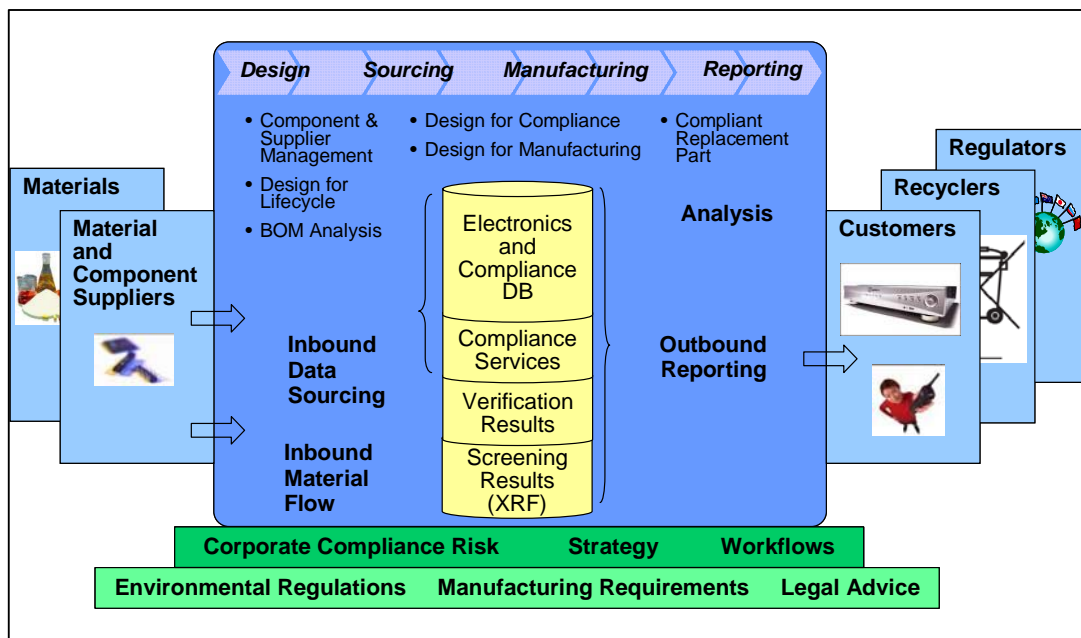 Design Sourcing Manufacturing Reporting
• Component &
Supplier
Management
• Design for
Lifecycle
• BOM Analysis
• Design for Compliance
• Design for Manufacturing
• Compliant
Replacement
Part
Materials
Material
and
Component
Suppliers
Inbound
Data
Sourcing
Inbound
Material
Flow
Electronics
and
Compliance
DB
Compliance
Services
Verification
Results
Screening
Results
(XRF)
Analysis
Outbound
Reporting
Regulators
Recyclers
Customers
Corporate Compliance Risk Strategy Workflows
Environmental Regulations Manufacturing Requirements Legal Advice